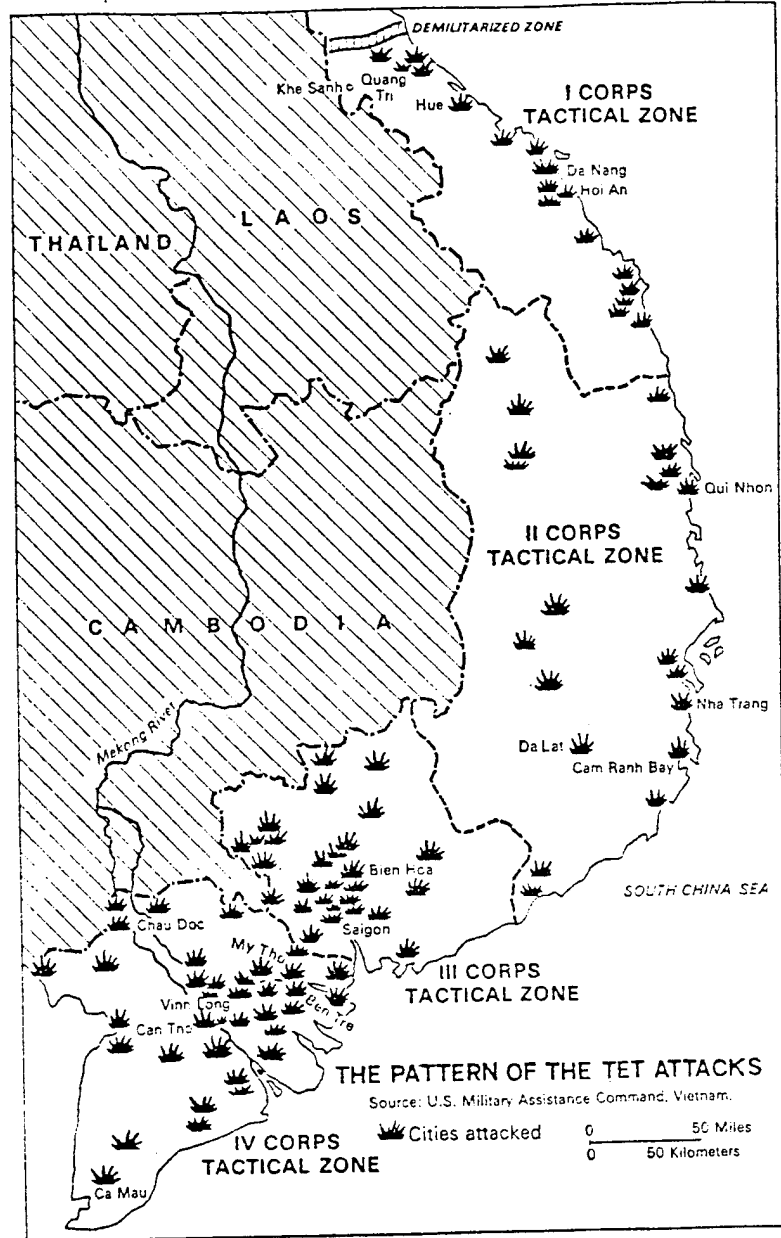 DEMILITARIZED ZONE
Khe Sanh
Quang
Tri
Hue
I CORPS
TACTICAL ZONE
Da Nang
Hoi An
LAOS
THAILAND
Qui Nhon
II CORPS
TACTICAL ZONE
CAMBODIA
Mekong River
Nha Trang
Da Lat
Cam Ranh Bay
Bien Hoa
SOUTH CHINA SEA
Chau Doc
Saigon
My Tho
III CORPS
TACTICAL ZONE
Vinh Long
Ben Tre
Can Tho
THE PATTERN OF THE TET ATTACKS
Source: U.S. Military Assistance Command, Vietnam.
Cities attacked
0 50 Miles
0 50 Kilometers
IV CORPS
TACTICAL ZONE
Ca Mau